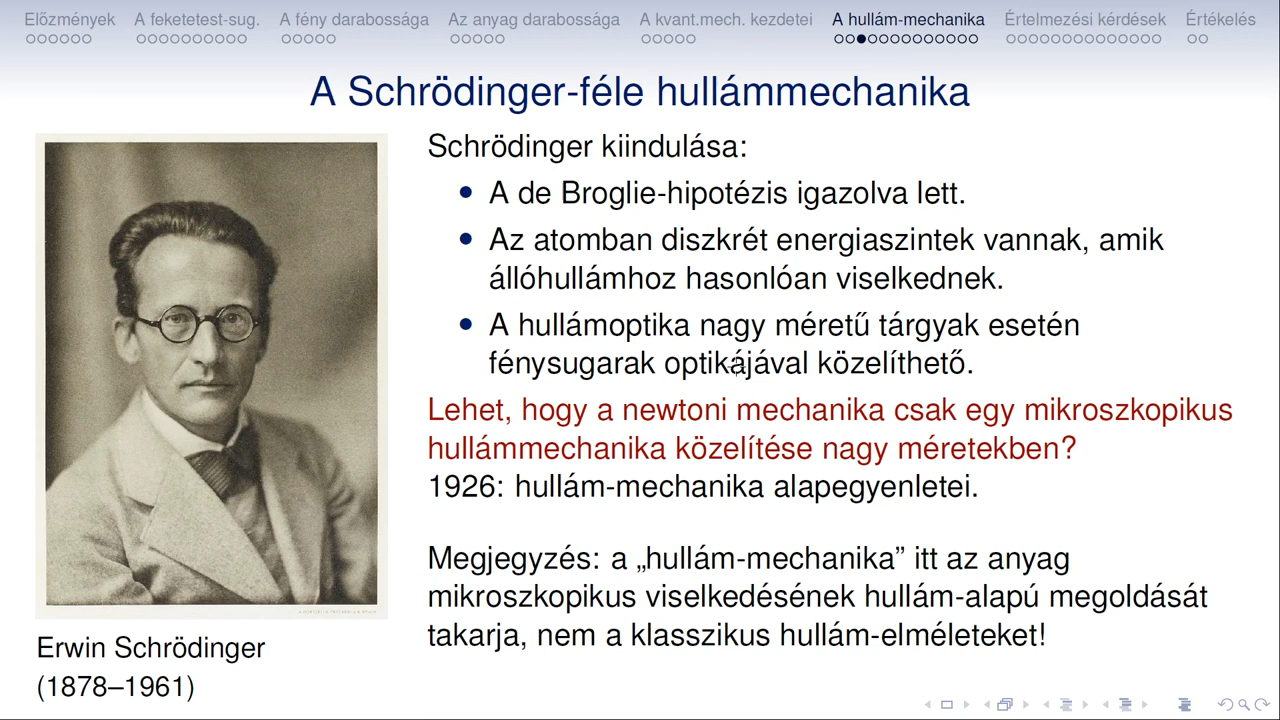 Előzmények A feketetest-sug. A fény darabossága Az anyag darabossága A kvant.mech. kezdetei A hullám-mechanika Értelmezési kérdések Értékelés
A Schrödinger-féle hullámmechanika
Schrödinger kiindulása:
• A de Broglie-hipotézis igazolva lett.
• Az atomban diszkrét energiaszintek vannak, amik
állóhullámhoz hasonlóan viselkednek.
• A hullámoptika nagy méretű tárgyak esetén
fénysugarak optikájával közelíthető.
Lehet, hogy a newtoni mechanika csak egy mikroszkopikus
hullámmechanika közelítése nagy méretekben?
1926: hullám-mechanika alapegyenletei.
Megjegyzés: a „hullám-mechanika” itt az anyag
mikroszkopikus viselkedésének hullám-alapú megoldását
takarja, nem a klasszikus hullám-elméleteket!
Erwin Schrödinger
(1878–1961)